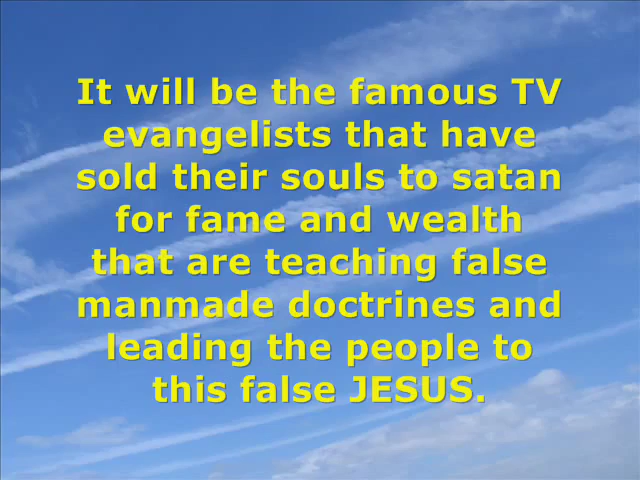 It will be the famous TV
evangelists that have
sold their souls to satan
for fame and wealth
that are teaching false
manmade doctrines and
leading the people to
this false JESUS.